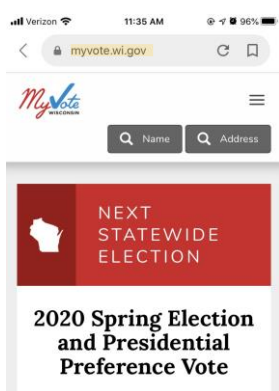 Verizon 11:35 AM 96%
myvote.wi.gov
MyVote
WISCONSIN
Name Address
NEXT
STATEWIDE
ELECTION
2020 Spring Election
and Presidential
Preference Vote